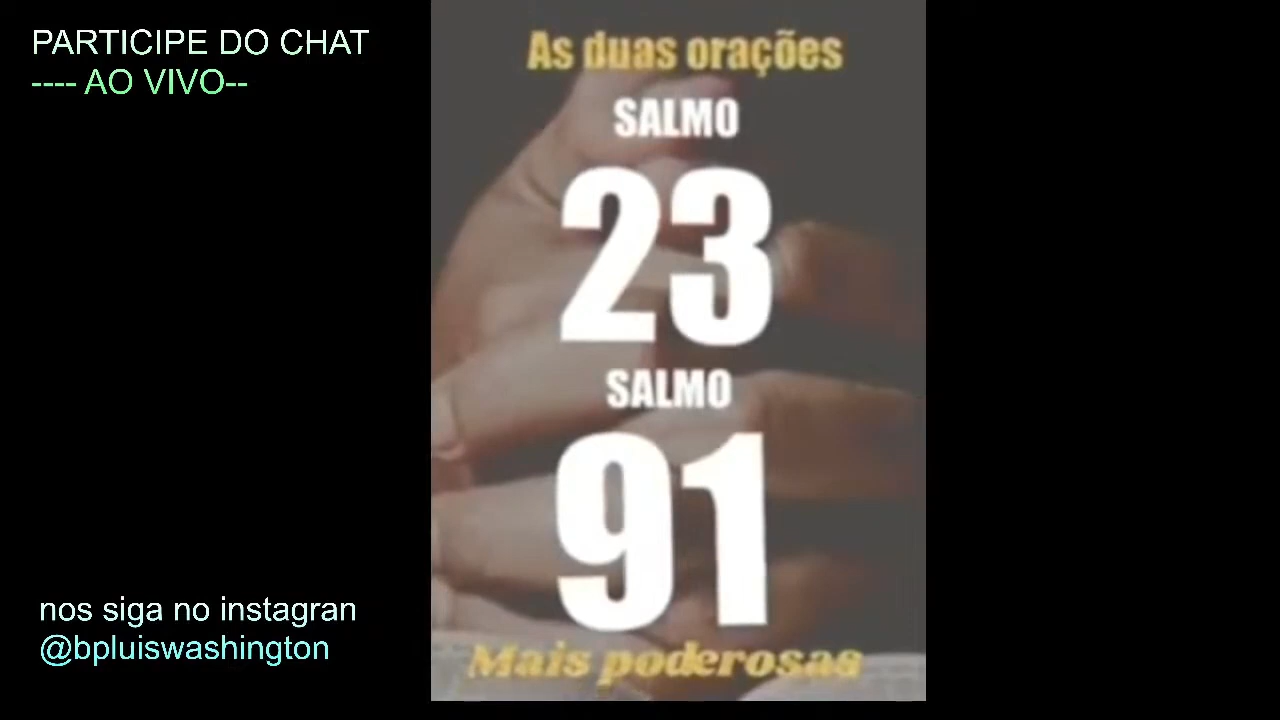 PARTICIPE DO CHAT
---- AO VIVO--
As duas orações
SALMO
23
SALMO
91
Mais poderosas
nos siga no instagran
@bpluiswashington